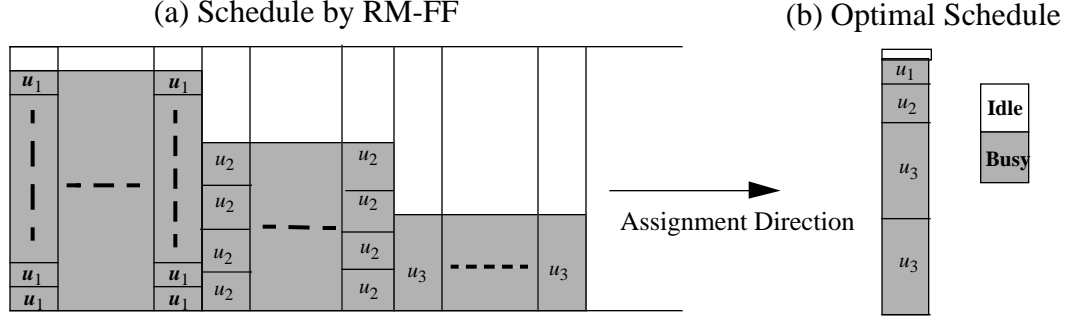 (a) Schedule by RM-FF
(b) Optimal Schedule
u1 u1
u1 u1
u1 u1
u2 u2
u2 u2
u2 u2
u2 u2
u3 u3
Assignment Direction
u1
u2
u3
u3
Idle
Busy